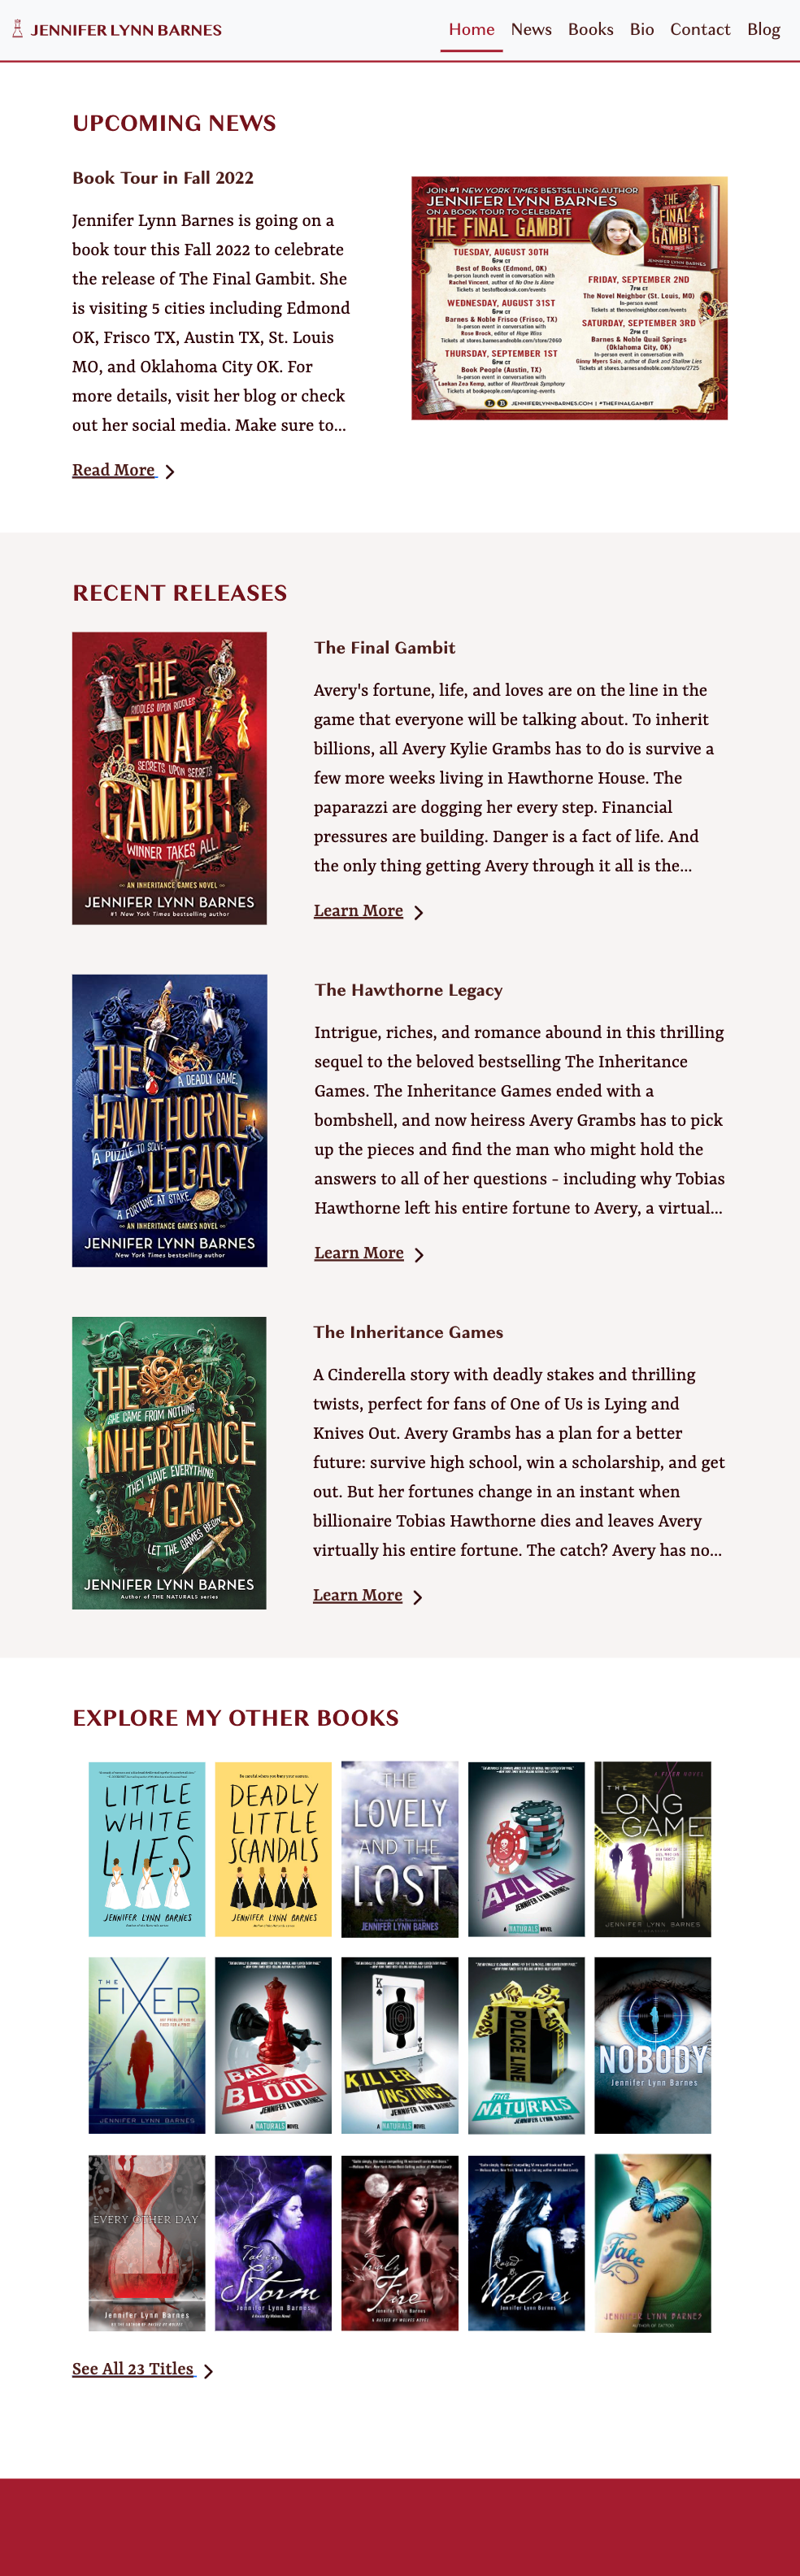 JENNIFER LYNN BARNES
Home News Books Bio Contact Blog
UPCOMING NEWS
Book Tour in Fall 2022
Jennifer Lynn Barnes is going on a
book tour this Fall 2022 to celebrate
the release of The Final Gambit. She
is visiting 5 cities including Edmond
OK, Frisco TX, Austin TX, St. Louis
MO, and Oklahoma City OK. For
more details, visit her blog or check
out her social media. Make sure to...
Read More
JOIN #1 NEW YORK TIMES BESTSELLING AUTHOR
JENNIFER LYNN BARNES
ON A BOOK TOUR TO CELEBRATE
THE FINAL GAMBIT
TUESDAY, AUGUST 30TH
6PM CT
Best of Books (Edmond, OK)
In-person launch event in conversation with
Rachel Vincent, author of No One Is Alone
Tickets at bestofbooksok.com/events
WEDNESDAY, AUGUST 31ST
6PM CT
Barnes & Noble Frisco (Frisco, TX)
In-person event in conversation with
Rose Brock, editor of Hope Wins
Tickets at stores.barnesandnoble.com/store/2060
THURSDAY, SEPTEMBER 1ST
6PM CT
Book People (Austin, TX)
In-person event in conversation with
Laekan Zea Kemp, author of Heartbreak Symphony
Tickets at bookpeople.com/upcoming-events
FRIDAY, SEPTEMBER 2ND
7PM CT
The Novel Neighbor (St. Louis, MO)
In-person event
Tickets at thenovelneighbor.com/events
SATURDAY, SEPTEMBER 3RD
2PM CT
Barnes & Noble Quail Springs
(Oklahoma City, OK)
In-person event in conversation with
Ginny Myers Sain, author of Dark and Shallow Lies
Tickets at stores.barnesandnoble.com/store/2725
JENNIFERLYNNBARNES.COM | #THEFINALGAMBIT
THE
FINAL
GAMBIT
JENNIFER LYNN BARNES
RECENT RELEASES
THE
RIDDLES UPON RIDDLES
FINAL
SECRETS UPON SECRETS
GAMBIT
WINNER TAKES ALL
AN INHERITANCE GAMES NOVEL
JENNIFER LYNN BARNES
#1 New York Times bestselling author
The Final Gambit
Avery's fortune, life, and loves are on the line in the
game that everyone will be talking about. To inherit
billions, all Avery Kylie Grambs has to do is survive a
few more weeks living in Hawthorne House. The
paparazzi are dogging her every step. Financial
pressures are building. Danger is a fact of life. And
the only thing getting Avery through it all is the...
Learn More
THE
A DEADLY GAME
HAWTHORNE
A PUZZLE TO SOLVE
LEGACY
A FORTUNE AT STAKE
AN INHERITANCE GAMES NOVEL
JENNIFER LYNN BARNES
New York Times bestselling author
The Hawthorne Legacy
Intrigue, riches, and romance abound in this thrilling
sequel to the beloved bestselling The Inheritance
Games. The Inheritance Games ended with a
bombshell, and now heiress Avery Grambs has to pick
up the pieces and find the man who might hold the
answers to all of her questions - including why Tobias
Hawthorne left his entire fortune to Avery, a virtual...
Learn More
THE
SHE CAME FROM NOTHING
INHERITANCE
THEY HAVE EVERYTHING
GAMES
LET THE GAMES BEGIN
JENNIFER LYNN BARNES
Author of THE NATURALS series
The Inheritance Games
A Cinderella story with deadly stakes and thrilling
twists, perfect for fans of One of Us is Lying and
Knives Out. Avery Grambs has a plan for a better
future: survive high school, win a scholarship, and get
out. But her fortunes change in an instant when
billionaire Tobias Hawthorne dies and leaves Avery
virtually his entire fortune. The catch? Avery has no...
Learn More
EXPLORE MY OTHER BOOKS
LITTLE
WHITE
LIES
JENNIFER LYNN BARNES
DEADLY
LITTLE
SCANDALS
JENNIFER LYNN BARNES
THE
LOVELY
AND THE
LOST
JENNIFER LYNN BARNES
ALL IN
JENNIFER LYNN BARNES
A NATURALS NOVEL
A FIXER NOVEL
THE
LONG
GAME
JENNIFER LYNN BARNES
THE
FIXER
JENNIFER LYNN BARNES
BAD
BLOOD
JENNIFER LYNN BARNES
A NATURALS NOVEL
K
KILLER
INSTINCT
JENNIFER LYNN BARNES
A NATURALS NOVEL
POLICE LINE
THE
NATURALS
JENNIFER LYNN BARNES
NOBODY
Jennifer Lynn Barnes
EVERY OTHER DAY
Jennifer Lynn Barnes
Taken by
Storm
Jennifer Lynn Barnes
A Raised By Wolves Novel
Trial by
Fire
Jennifer Lynn Barnes
A RAISED BY WOLVES NOVEL
Raised
By
Wolves
Jennifer Lynn Barnes
Fate
JENNIFER LYNN BARNES
AUTHOR OF TATTOO
See All 23 Titles